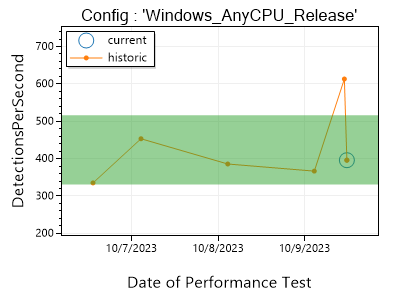 Config : 'Windows_AnyCPU_Release'
current
historic
DetectionsPerSecond
700
600
500
400
300
200
10/7/2023
10/8/2023
10/9/2023
Date of Performance Test